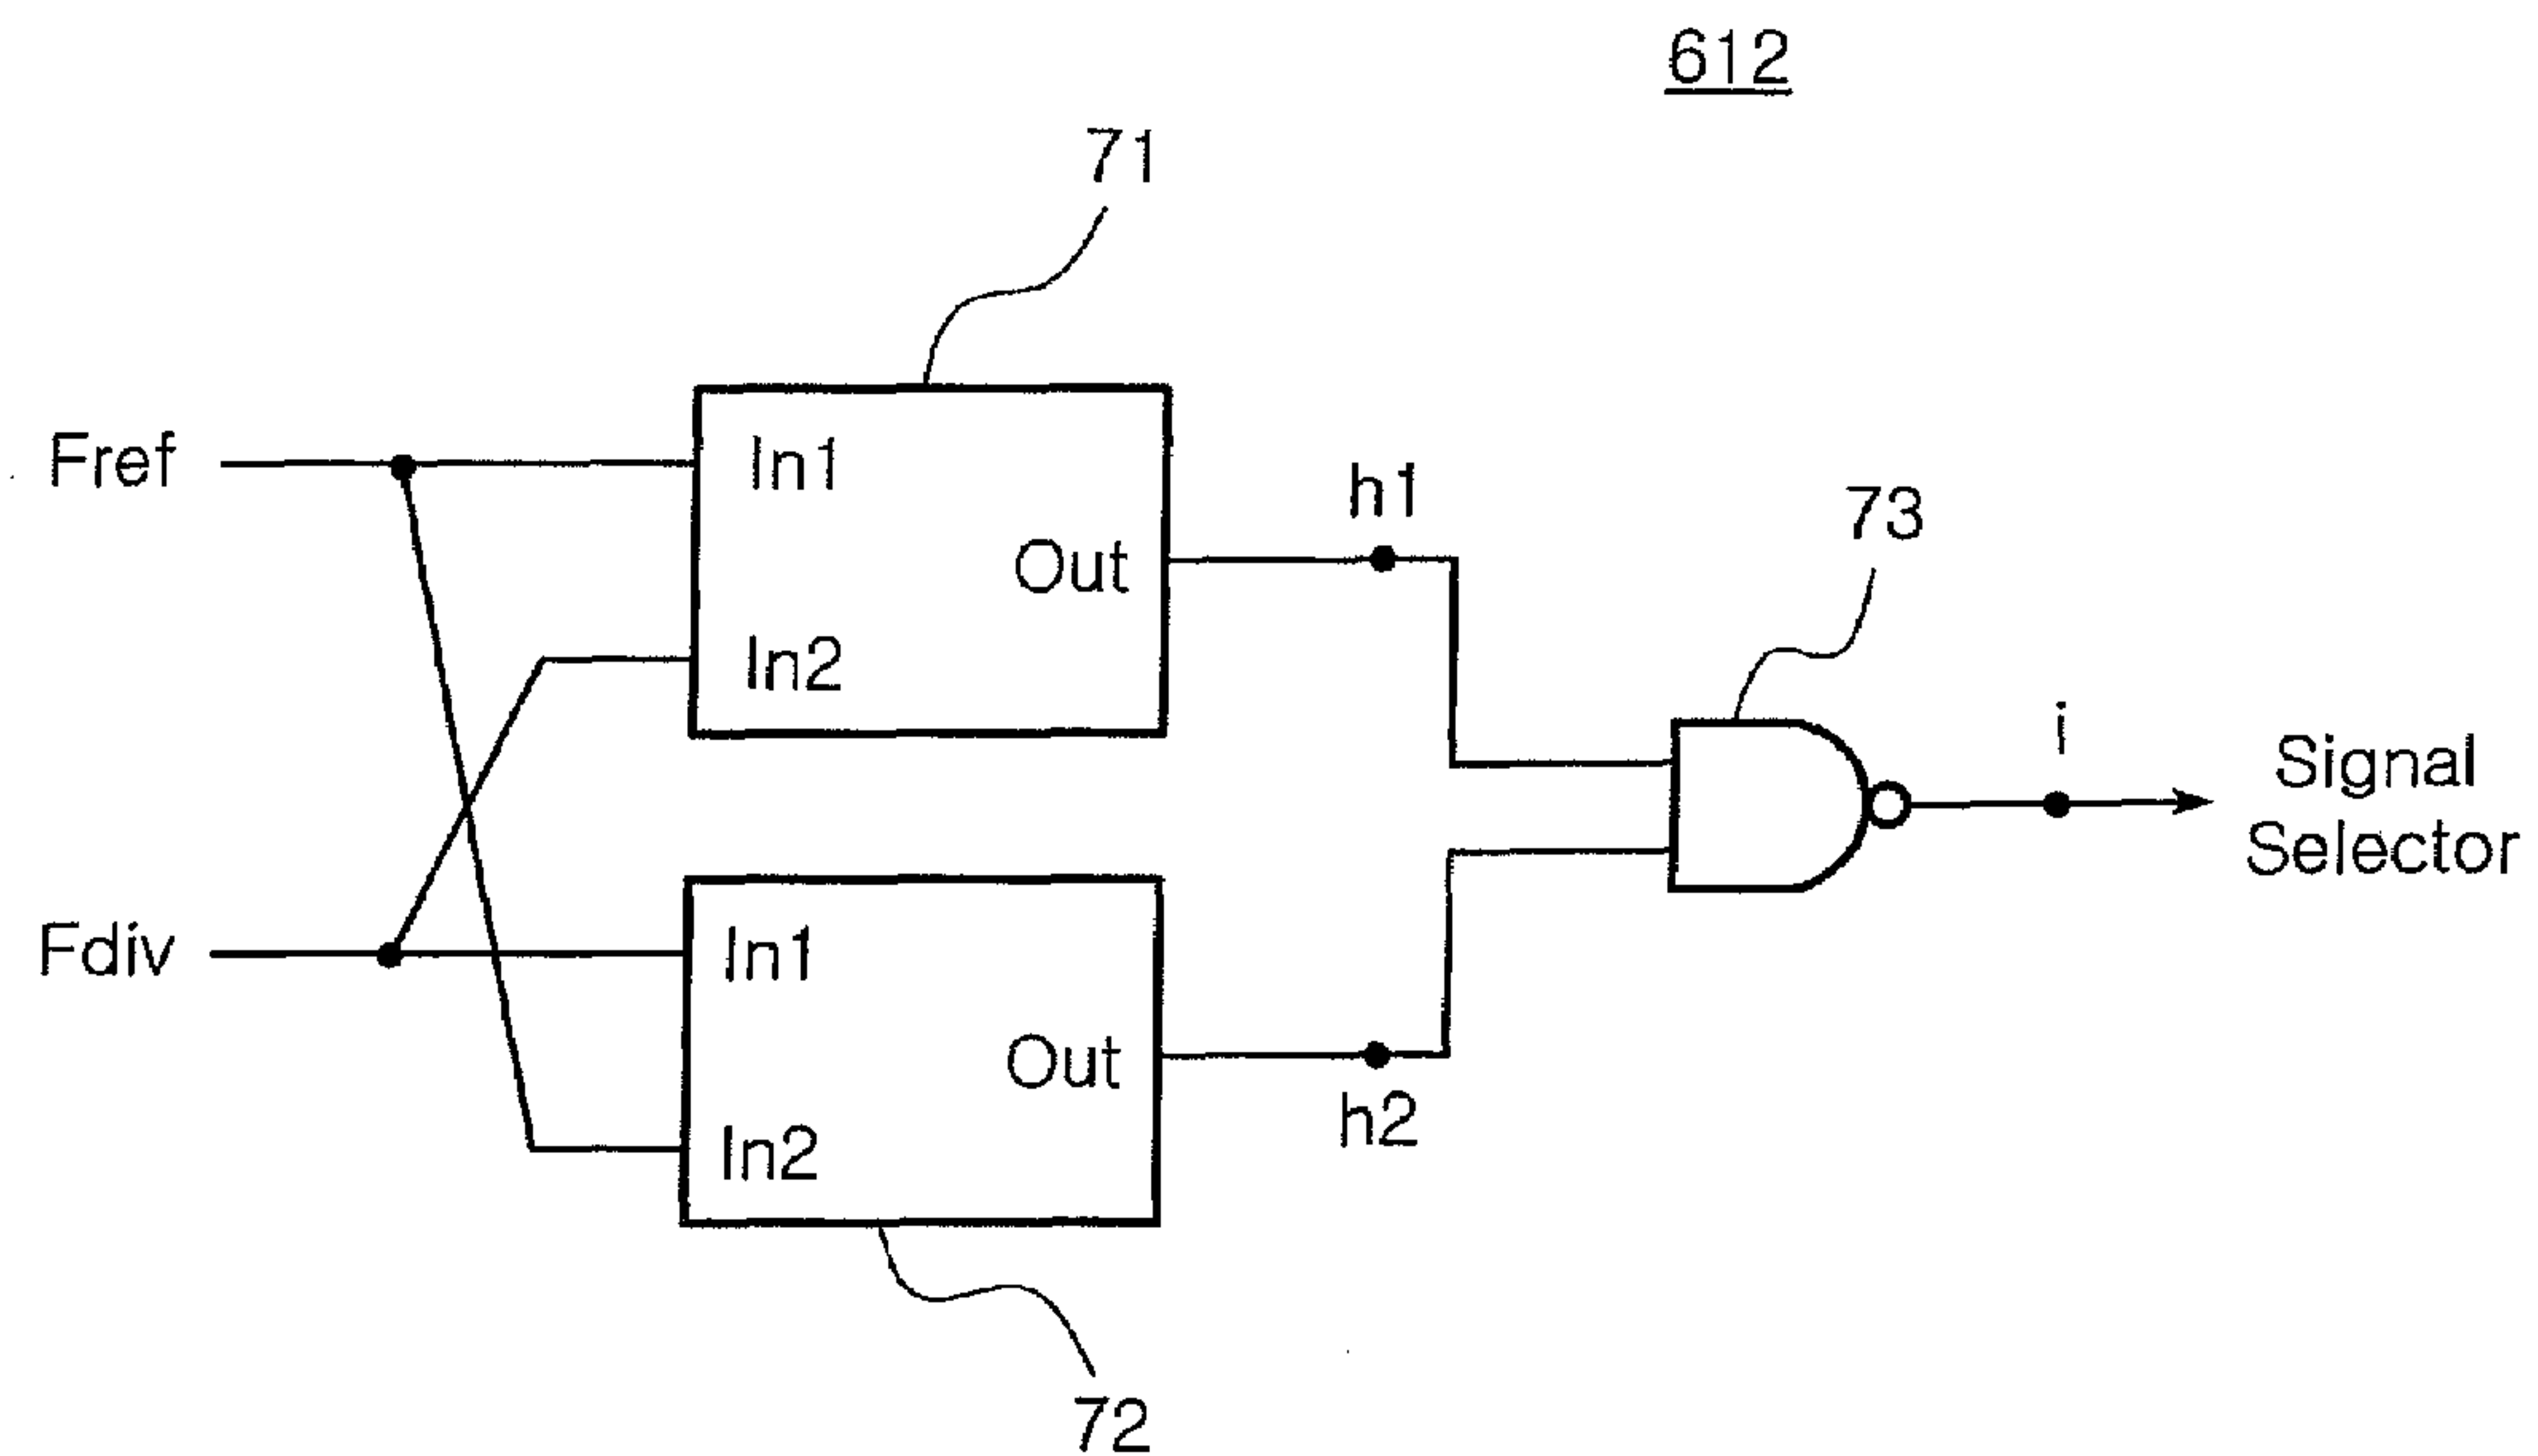 612
71
Fref
In1
Out
In2
h1
73
i
Signal
Selector
Fdiv
In1
Out
In2
h2
72